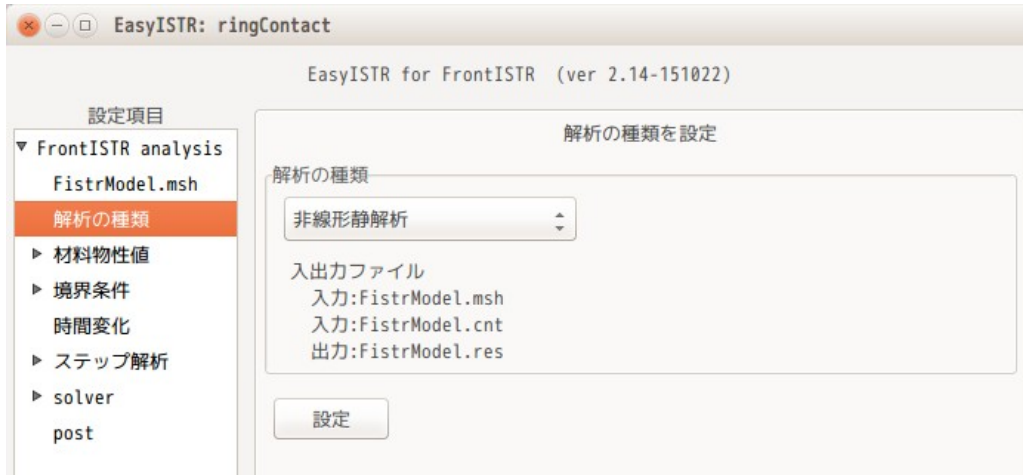 EasyISTR: ringContact
EasyISTR for FrontISTR (ver 2.14-151022)
設定項目
FrontISTR analysis
FistrModel.msh
解析の種類
材料物性値
境界条件
時間変化
ステップ解析
solver
post
解析の種類を設定
解析の種類
非線形静解析
入出力ファイル
入力:FistrModel.msh
入力:FistrModel.cnt
出力:FistrModel.res
設定